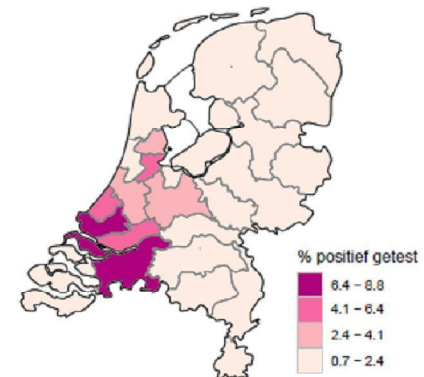 % positief getest
6.4 – 8.8
4.1 – 6.4
2.4 – 4.1
0.7 – 2.4